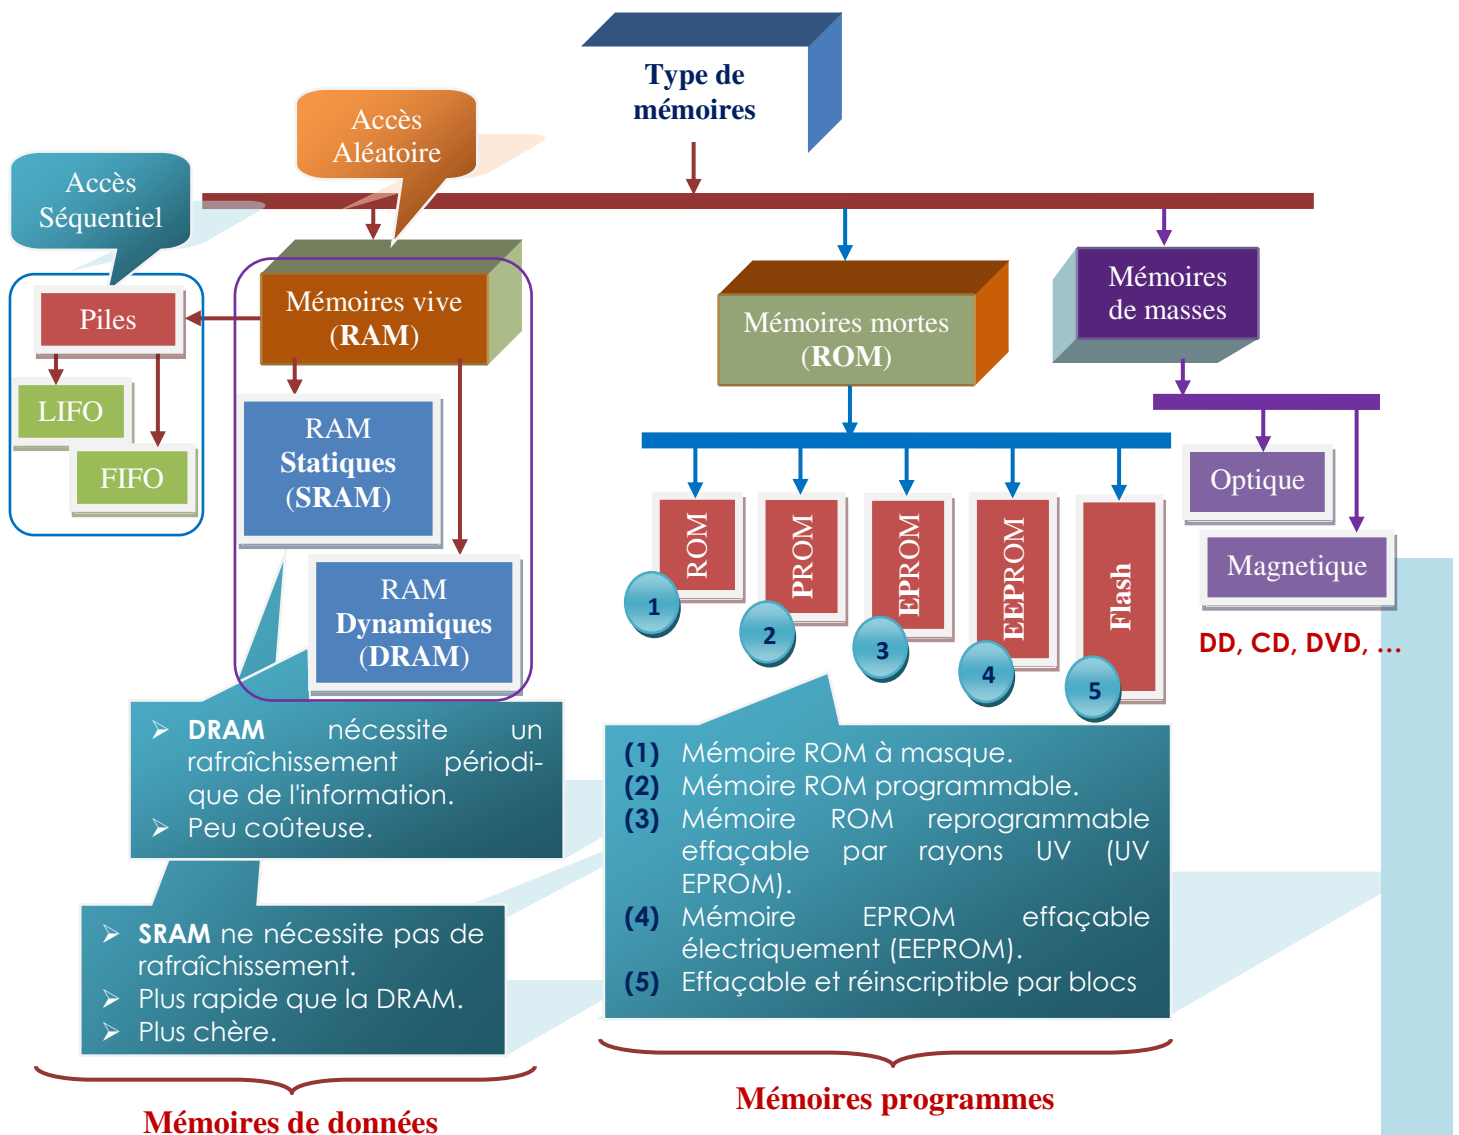 Type de
mémoires
Accès
Aléatoire
Accès
Séquentiel
Piles
LIFO
FIFO
Mémoires vive
(RAM)
RAM
Statiques
(SRAM)
RAM
Dynamiques
(DRAM)
Mémoires mortes
(ROM)
ROM
PROM
EPROM
EEPROM
Flash
1
2
3
4
5
Mémoires
de masses
Optique
Magnetique
DD, CD, DVD, ...
➢ DRAM nécessite un
rafraîchissement périodi-
que de l'information.
➢ Peu coûteuse.
➢ SRAM ne nécessite pas de
rafraîchissement.
➢ Plus rapide que la DRAM.
➢ Plus chère.
(1) Mémoire ROM à masque.
(2) Mémoire ROM programmable.
(3) Mémoire ROM reprogrammable
effaçable par rayons UV (UV
EPROM).
(4) Mémoire EPROM effaçable
électriquement (EEPROM).
(5) Effaçable et réinscriptible par blocs
Mémoires de données
Mémoires programmes